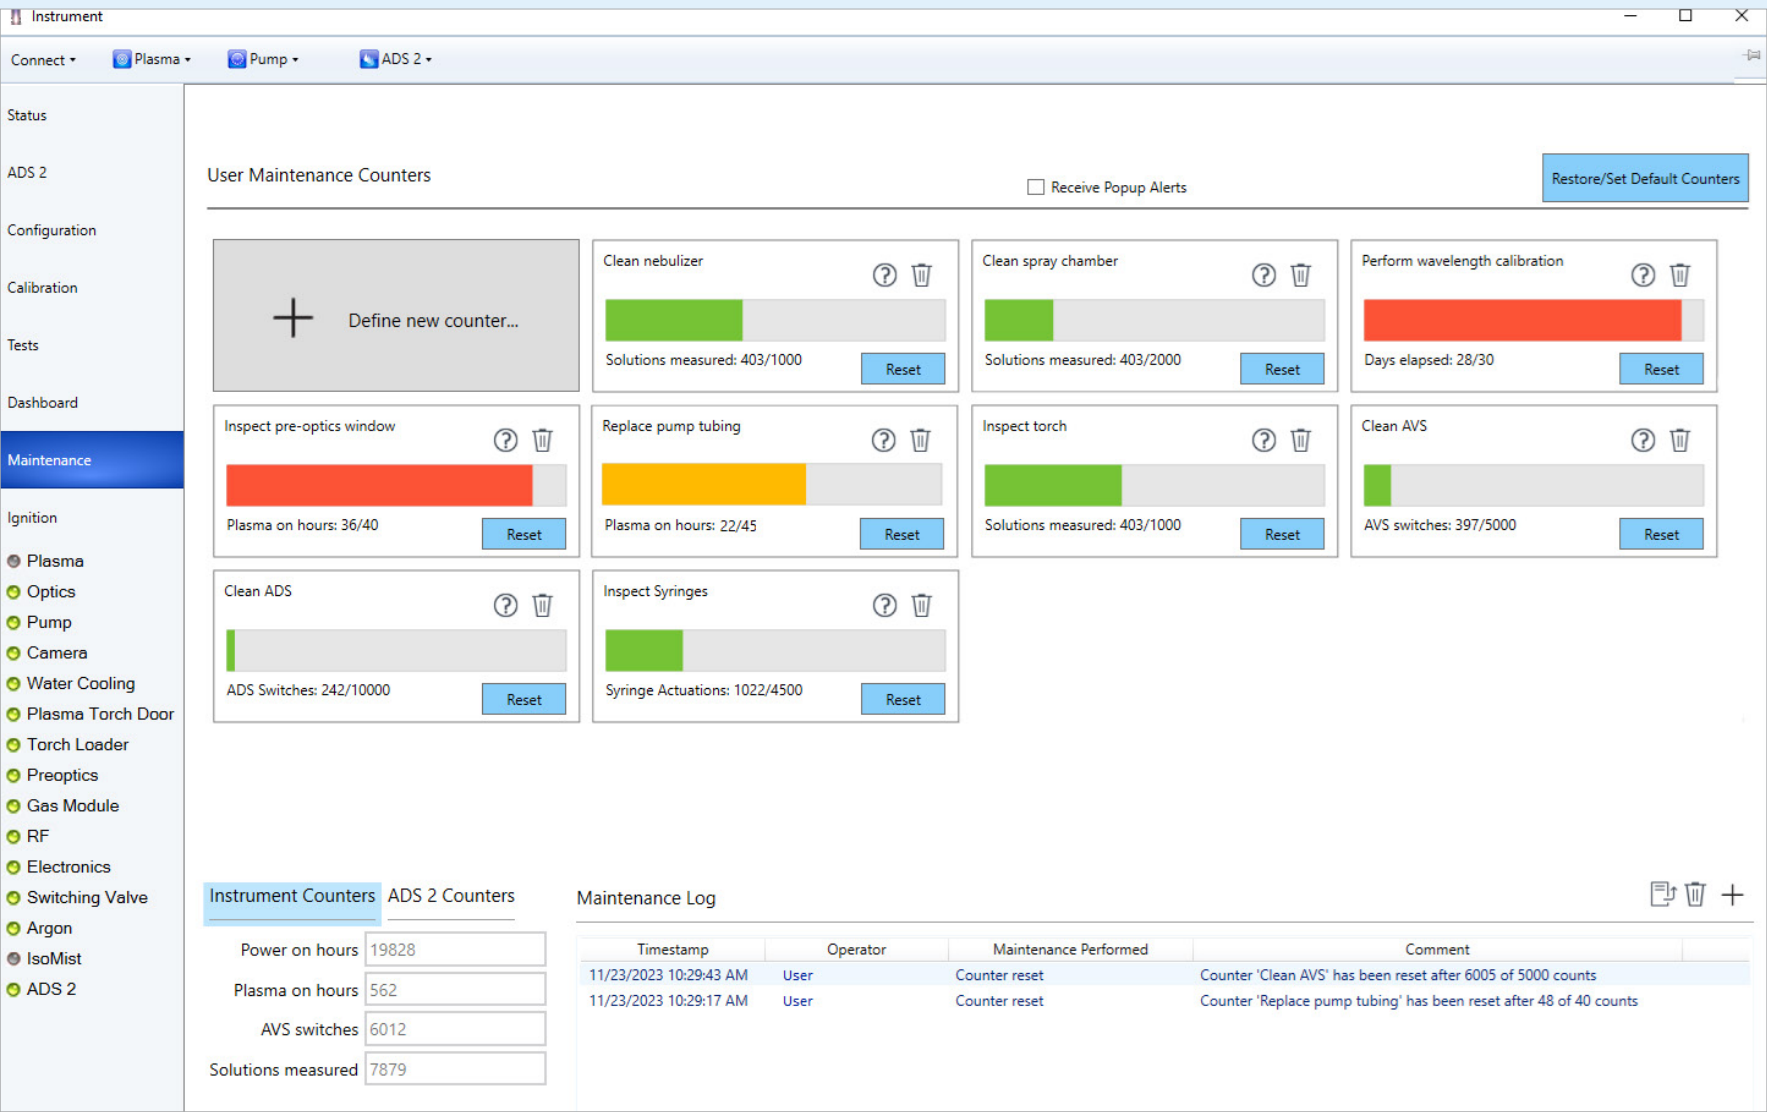 Instrument
Connect
Plasma
Pump
ADS 2
Status
ADS 2
Configuration
Calibration
Tests
Dashboard
Maintenance
Ignition
Plasma
Optics
Pump
Camera
Water Cooling
Plasma Torch Door
Torch Loader
Preoptics
Gas Module
RF
Electronics
Switching Valve
Argon
IsoMist
ADS 2
User Maintenance Counters
Receive Popup Alerts
Restore/Set Default Counters
Define new counter...
Clean nebulizer
Solutions measured: 403/1000
Reset
Clean spray chamber
Solutions measured: 403/2000
Reset
Perform wavelength calibration
Days elapsed: 28/30
Reset
Inspect pre-optics window
Plasma on hours: 36/40
Reset
Replace pump tubing
Plasma on hours: 22/45
Reset
Inspect torch
Solutions measured: 403/1000
Reset
Clean AVS
AVS switches: 397/5000
Reset
Clean ADS
ADS Switches: 242/10000
Reset
Inspect Syringes
Syringe Actuations: 1022/4500
Reset
Instrument Counters
ADS 2 Counters
Power on hours 19828
Plasma on hours 562
AVS switches 6012
Solutions measured 7879
Maintenance Log
Timestamp Operator Maintenance Performed Comment
11/23/2023 10:29:43 AM User Counter reset Counter 'Clean AVS' has been reset after 6005 of 5000 counts
11/23/2023 10:29:17 AM User Counter reset Counter 'Replace pump tubing' has been reset after 48 of 40 counts